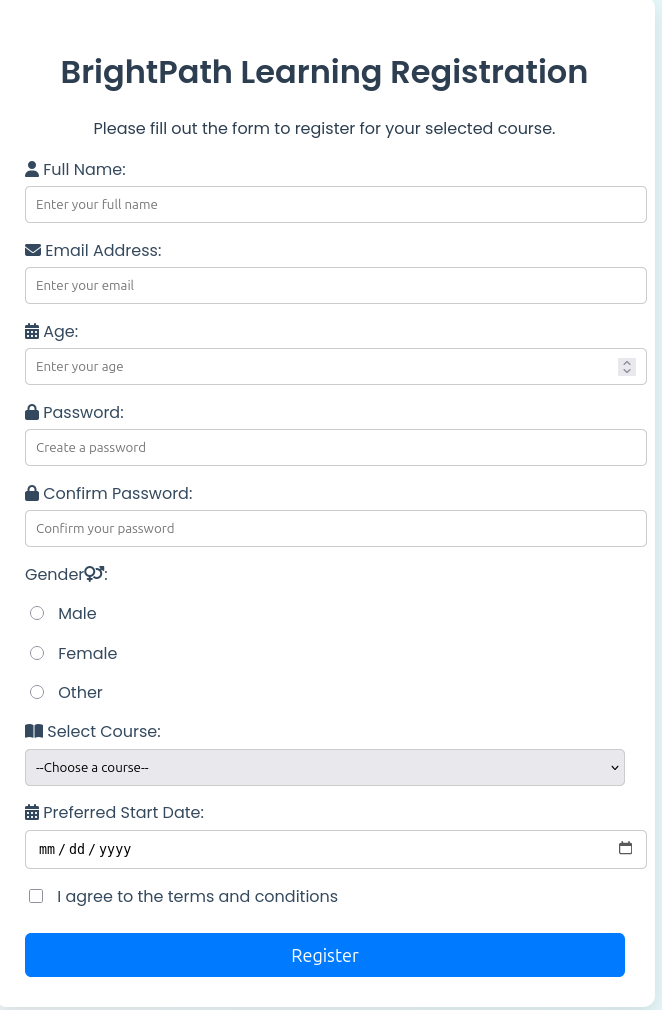 BrightPath Learning Registration
Please fill out the form to register for your selected course.
Full Name:
Enter your full name
Email Address:
Enter your email
Age:
Enter your age
Password:
Create a password
Confirm Password:
Confirm your password
Gender:
Male
Female
Other
Select Course:
--Choose a course--
Preferred Start Date:
mm/dd/yyyy
I agree to the terms and conditions
Register